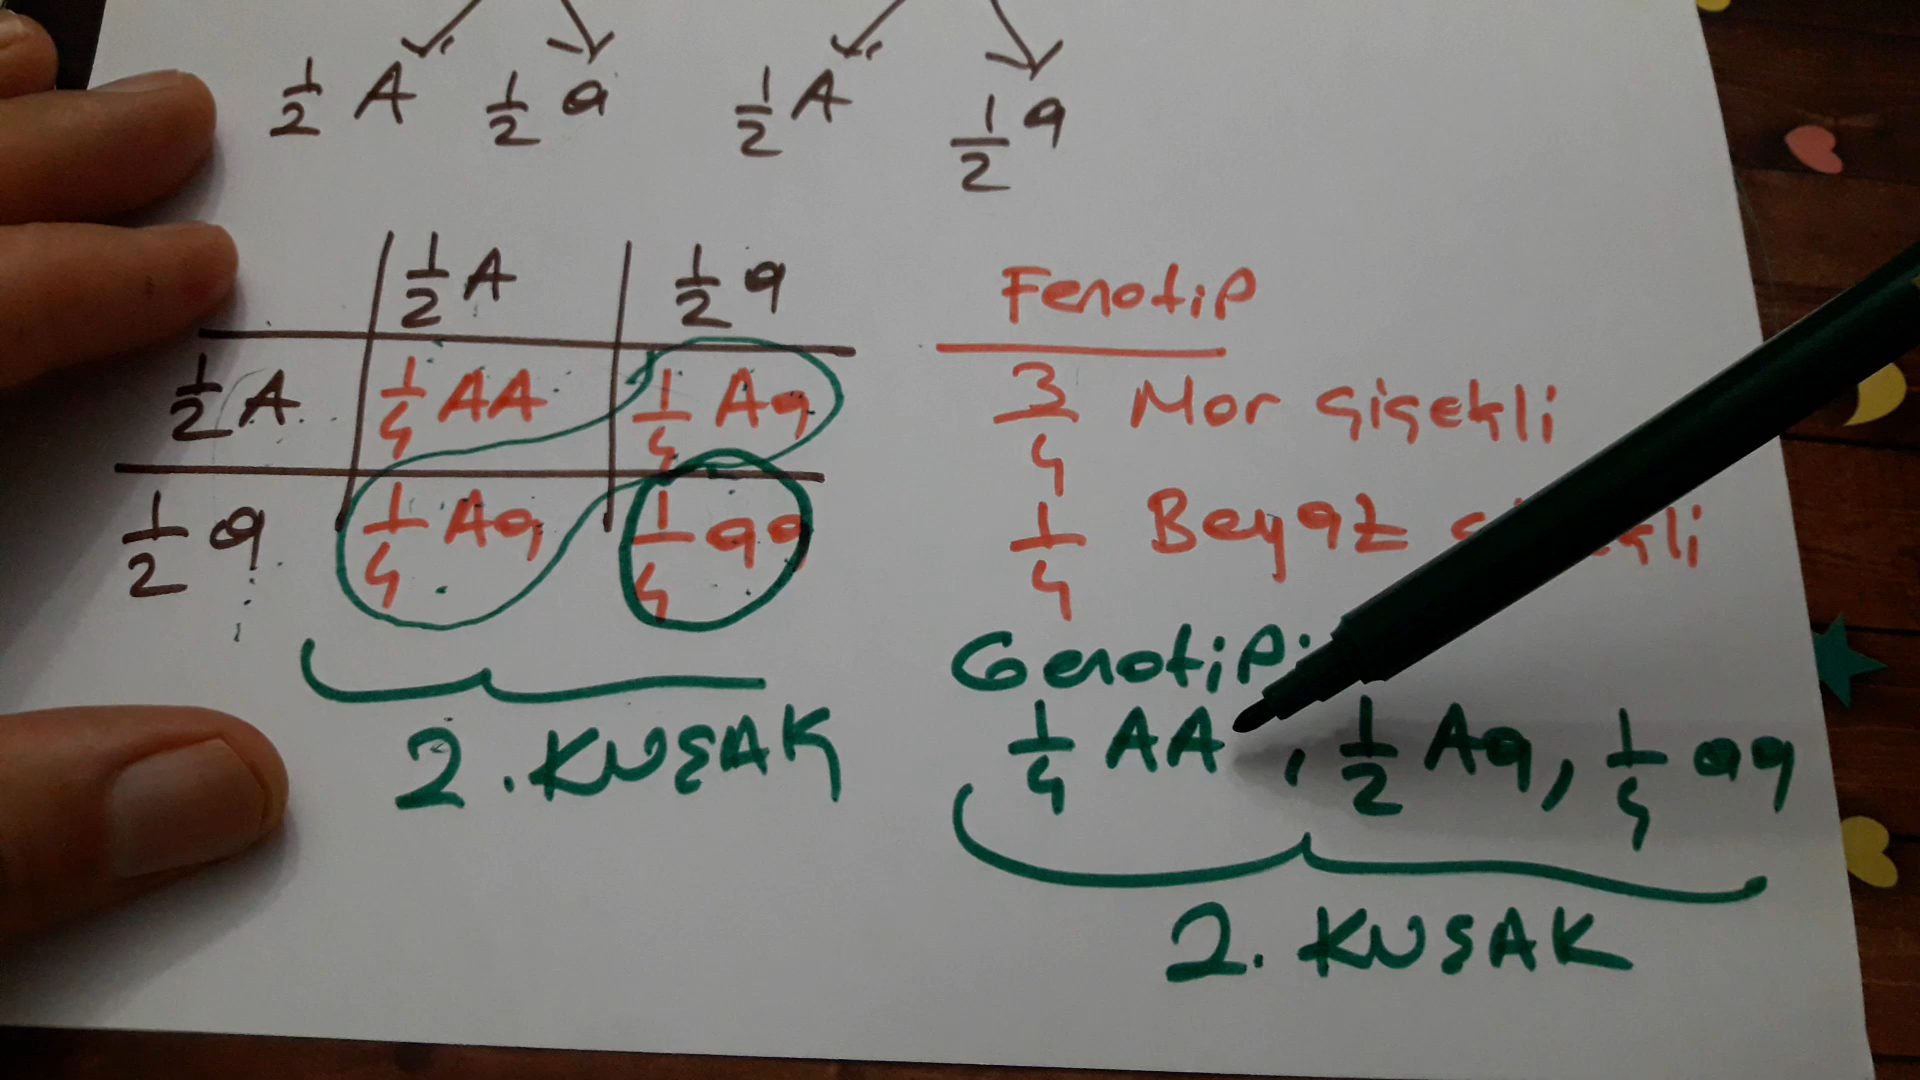 1/2 A 1/2 a 1/2 A 1/2 a
1/2 A 1/2 a
1/2 A 1/4 AA 1/4 Aa
1/2 a 1/4 Aa 1/4 aa
2. KUŞAK
Fenotip
3/4 Mor çiçekli
1/4 Beyaz
Genotip:
1/4 AA, 1/2 Aa, 1/4 aa
2. KUŞAK